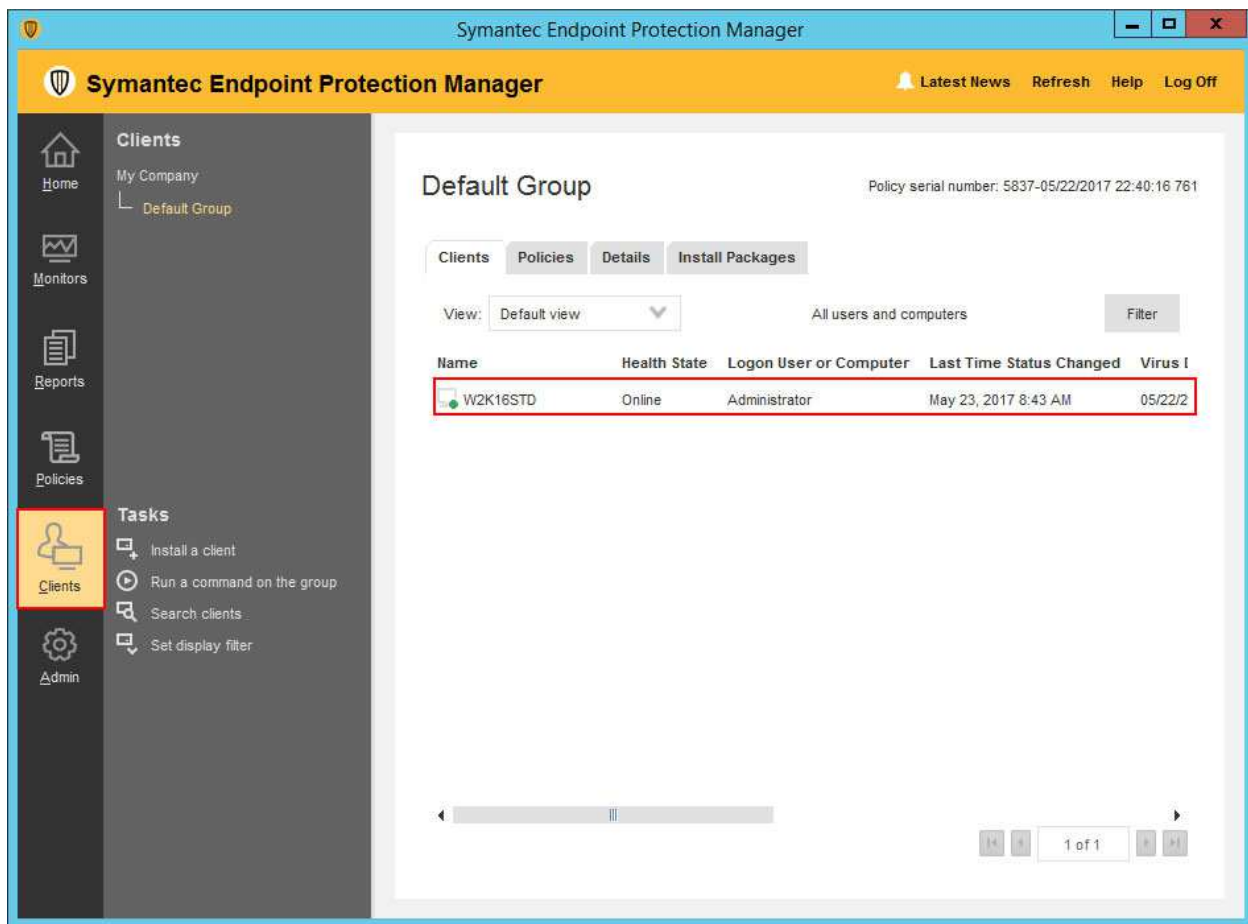 Symantec Endpoint Protection Manager
Symantec Endpoint Protection Manager
Latest News Refresh Help Log Off
Home
Monitors
Reports
Policies
Clients
Admin
Clients
My Company
Default Group
Tasks
Install a client
Run a command on the group
Search clients
Set display filter
Default Group
Policy serial number: 5837-05/22/2017 22:40:16 761
Clients Policies Details Install Packages
View: Default view All users and computers Filter
Name Health State Logon User or Computer Last Time Status Changed Virus
W2K16STD Online Administrator May 23, 2017 8:43 AM 05/22/2
1 of 1